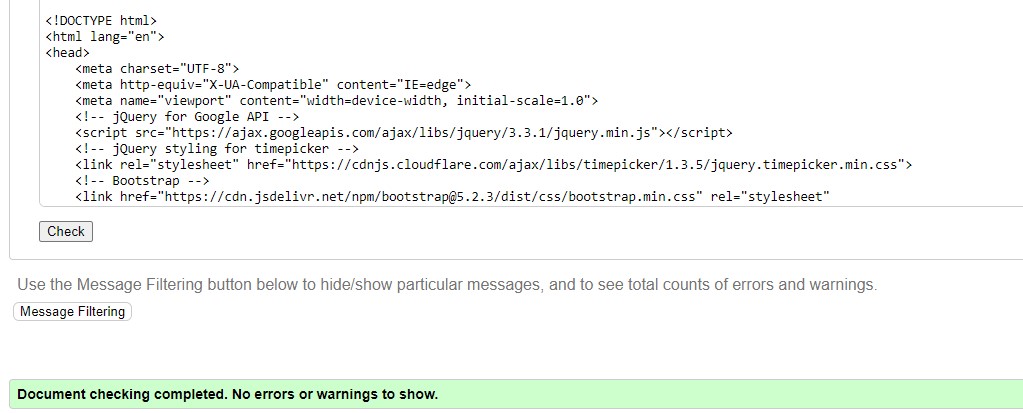 <!DOCTYPE html>
<html lang="en">
<head>
    <meta charset="UTF-8">
    <meta http-equiv="X-UA-Compatible" content="IE=edge">
    <meta name="viewport" content="width=device-width, initial-scale=1.0">
    <!-- jQuery for Google API -->
    <script src="https://ajax.googleapis.com/ajax/libs/jquery/3.3.1/jquery.min.js"></script>
    <!-- jQuery styling for timepicker -->
    <link rel="stylesheet" href="https://cdnjs.cloudflare.com/ajax/libs/timepicker/1.3.5/jquery.timepicker.min.css">
    <!-- Bootstrap -->
    <link href="https://cdn.jsdelivr.net/npm/bootstrap@5.2.3/dist/css/bootstrap.min.css" rel="stylesheet"
Check
Use the Message Filtering button below to hide/show particular messages, and to see total counts of errors and warnings.
Message Filtering
Document checking completed. No errors or warnings to show.